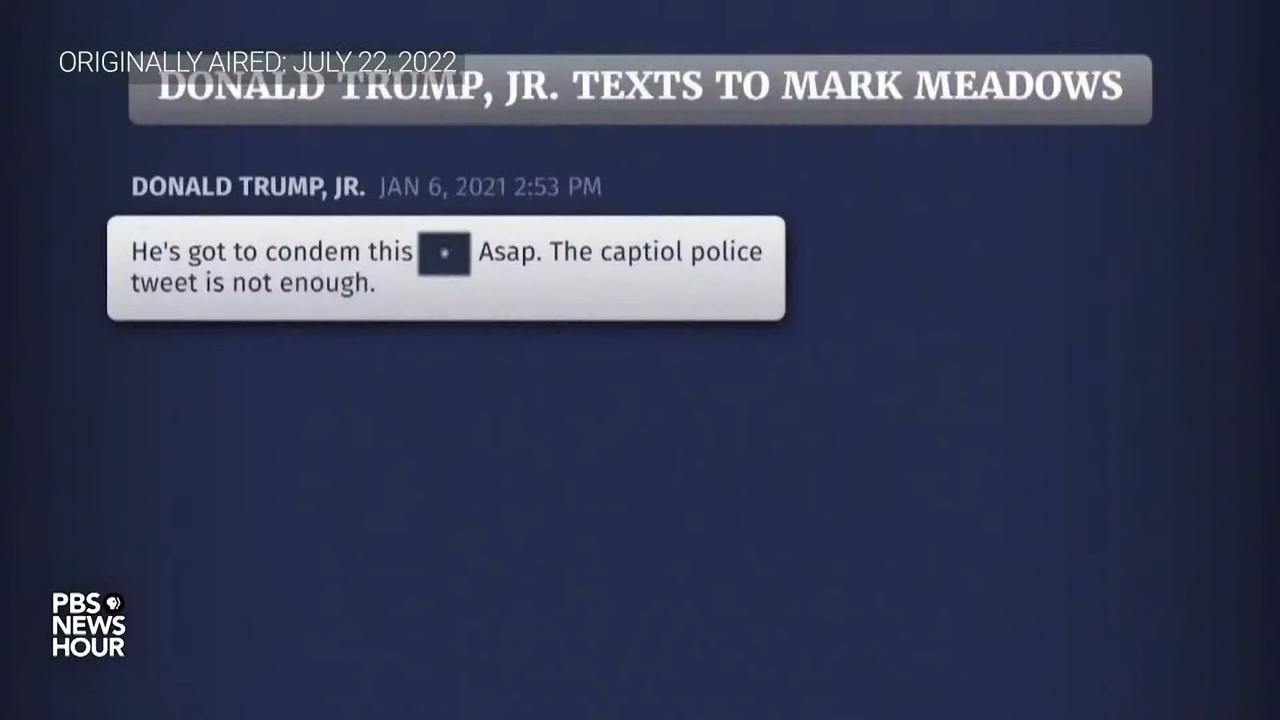 ORIGINALLY AIRED: JULY 22, 2022
DONALD TRUMP, JR. TEXTS TO MARK MEADOWS
DONALD TRUMP, JR. JAN 6, 2021 2:53 PM
He's got to condem this Asap. The captiol police
tweet is not enough.
PBS
NEWS
HOUR